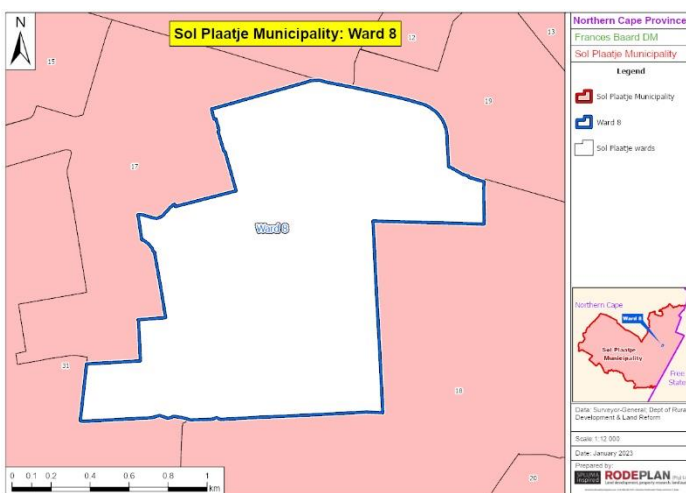 Sol Plaatje Municipality: Ward 8
N
15
12
13
19
17
Ward 8
21
18
20
0 0.1 0.2 0.4 0.6 0.8 1
km
Northern Cape Province
Frances Baard DM
Sol Plaatje Municipality
Legend
Sol Plaatje Municipality
Ward 8
Sol Plaatje wards
Northern Cape
Ward 8
Sol Plaatje
Municipality
Free
State
Data: Surveyor-General; Dept of Rura
Development & Land Reform
Scale: 1:12 000
Date: January 2023
Prepared by:
SPLUMA
Inspired
RODEPLAN